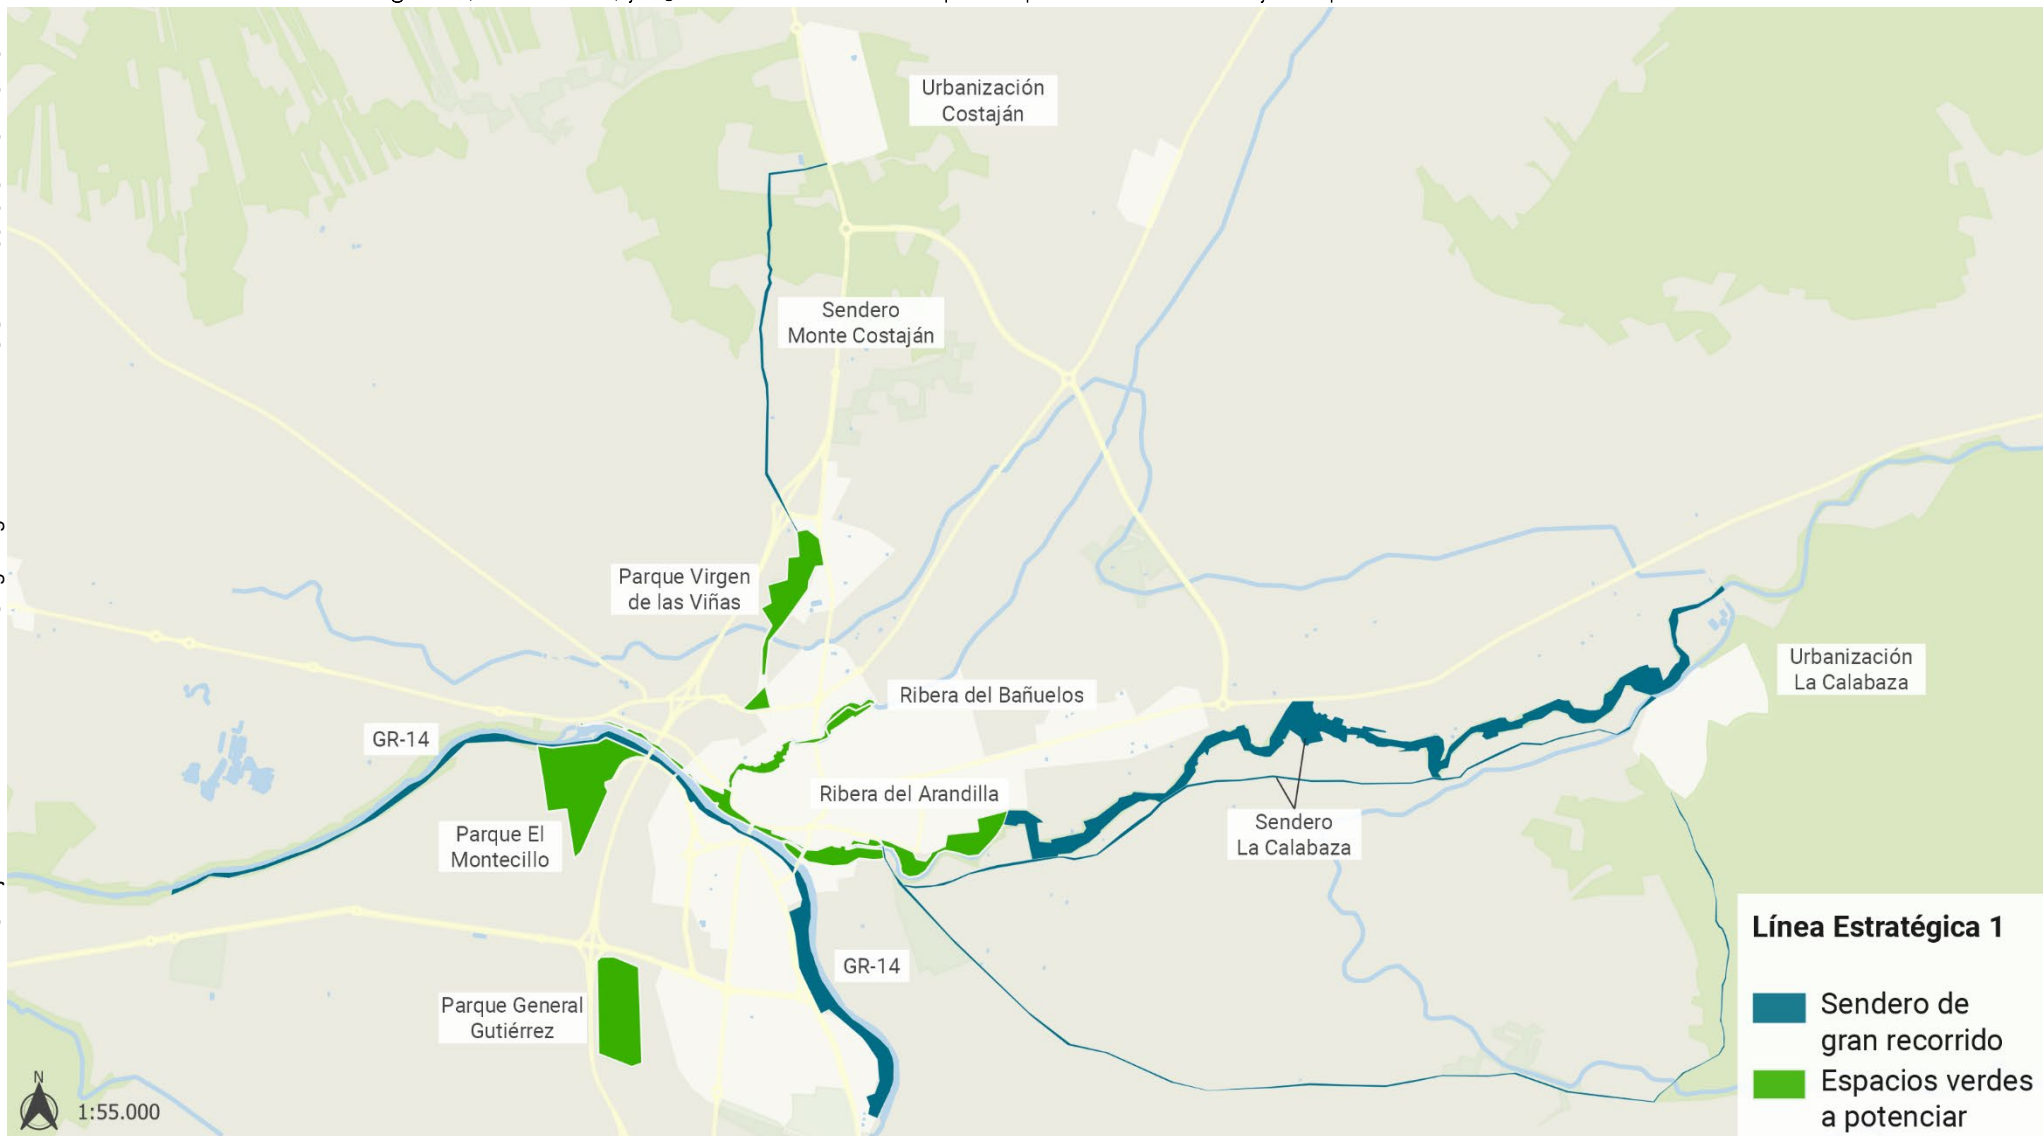 Urbanización
Costaján
Sendero
Monte Costaján
Parque Virgen
de las Viñas
Ribera del Bañuelos
Urbanización
La Calabaza
GR-14
Ribera del Arandilla
Parque El
Montecillo
Sendero
La Calabaza
GR-14
Parque General
Gutiérrez
Línea Estratégica 1
Sendero de
gran recorrido
Espacios verdes
a potenciar
N
1:55.000